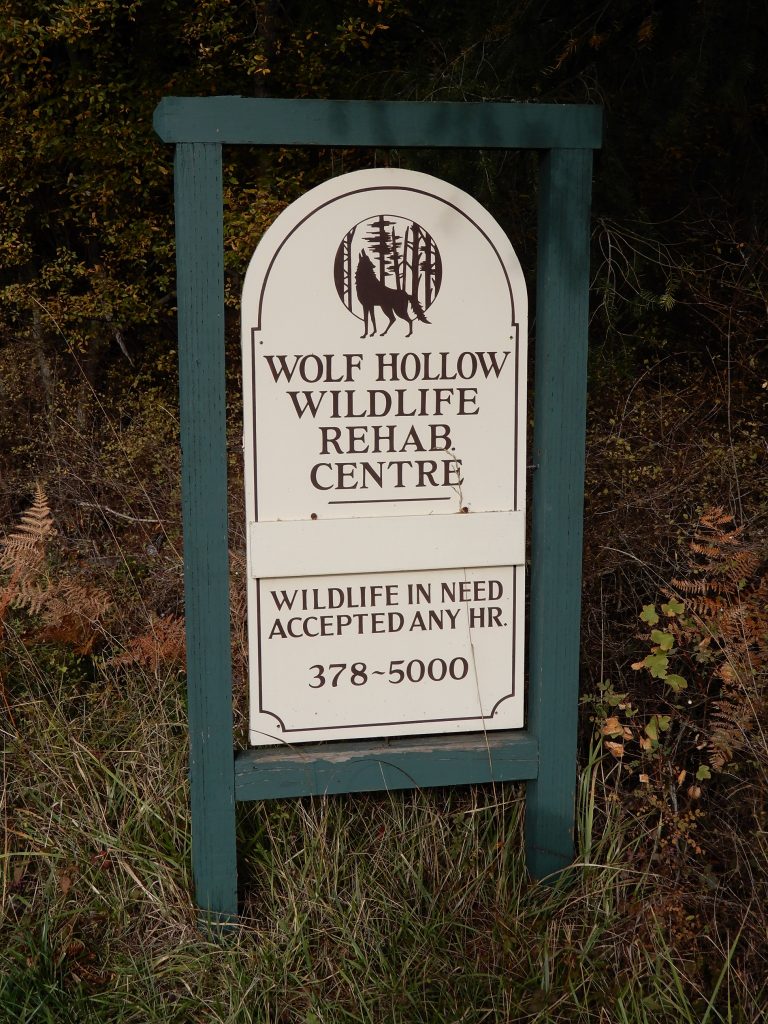 WOLF HOLLOW
WILDLIFE
REHAB.
CENTRE
WILDLIFE IN NEED
ACCEPTED ANY HR.
378~5000